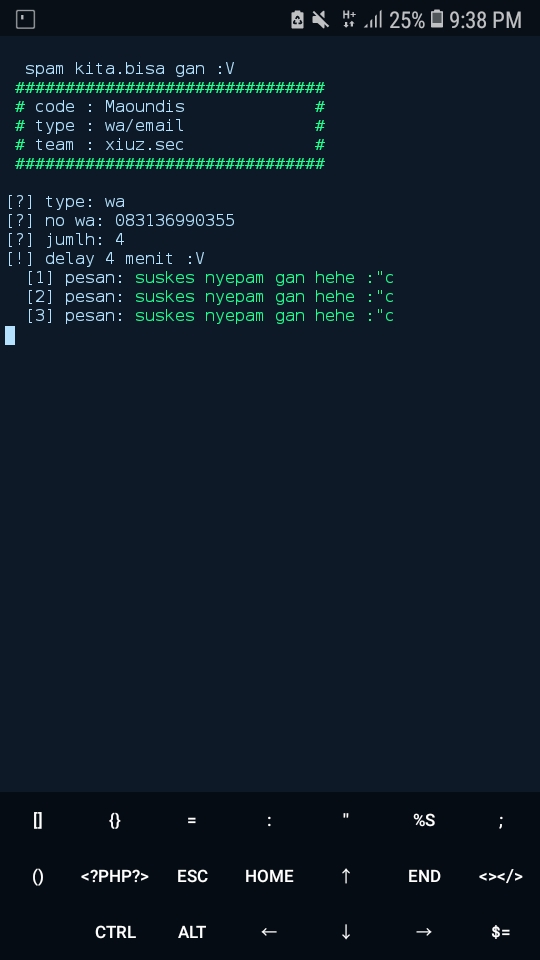 H+ 25% 9:38 PM
spam kita.bisa gan :V
###############################
# code : Maoundis #
# type : wa/email #
# team : xiuz.sec #
###############################
[?] type: wa
[?] no wa: 083136990355
[?] jumlh: 4
[!] delay 4 menit :V
[1] pesan: suskes nyepam gan hehe :"c
[2] pesan: suskes nyepam gan hehe :"c
[3] pesan: suskes nyepam gan hehe :"c
[] {} = : " %S ;
() <?PHP?> ESC HOME ↑ END <></>
CTRL ALT ← ↓ → $=